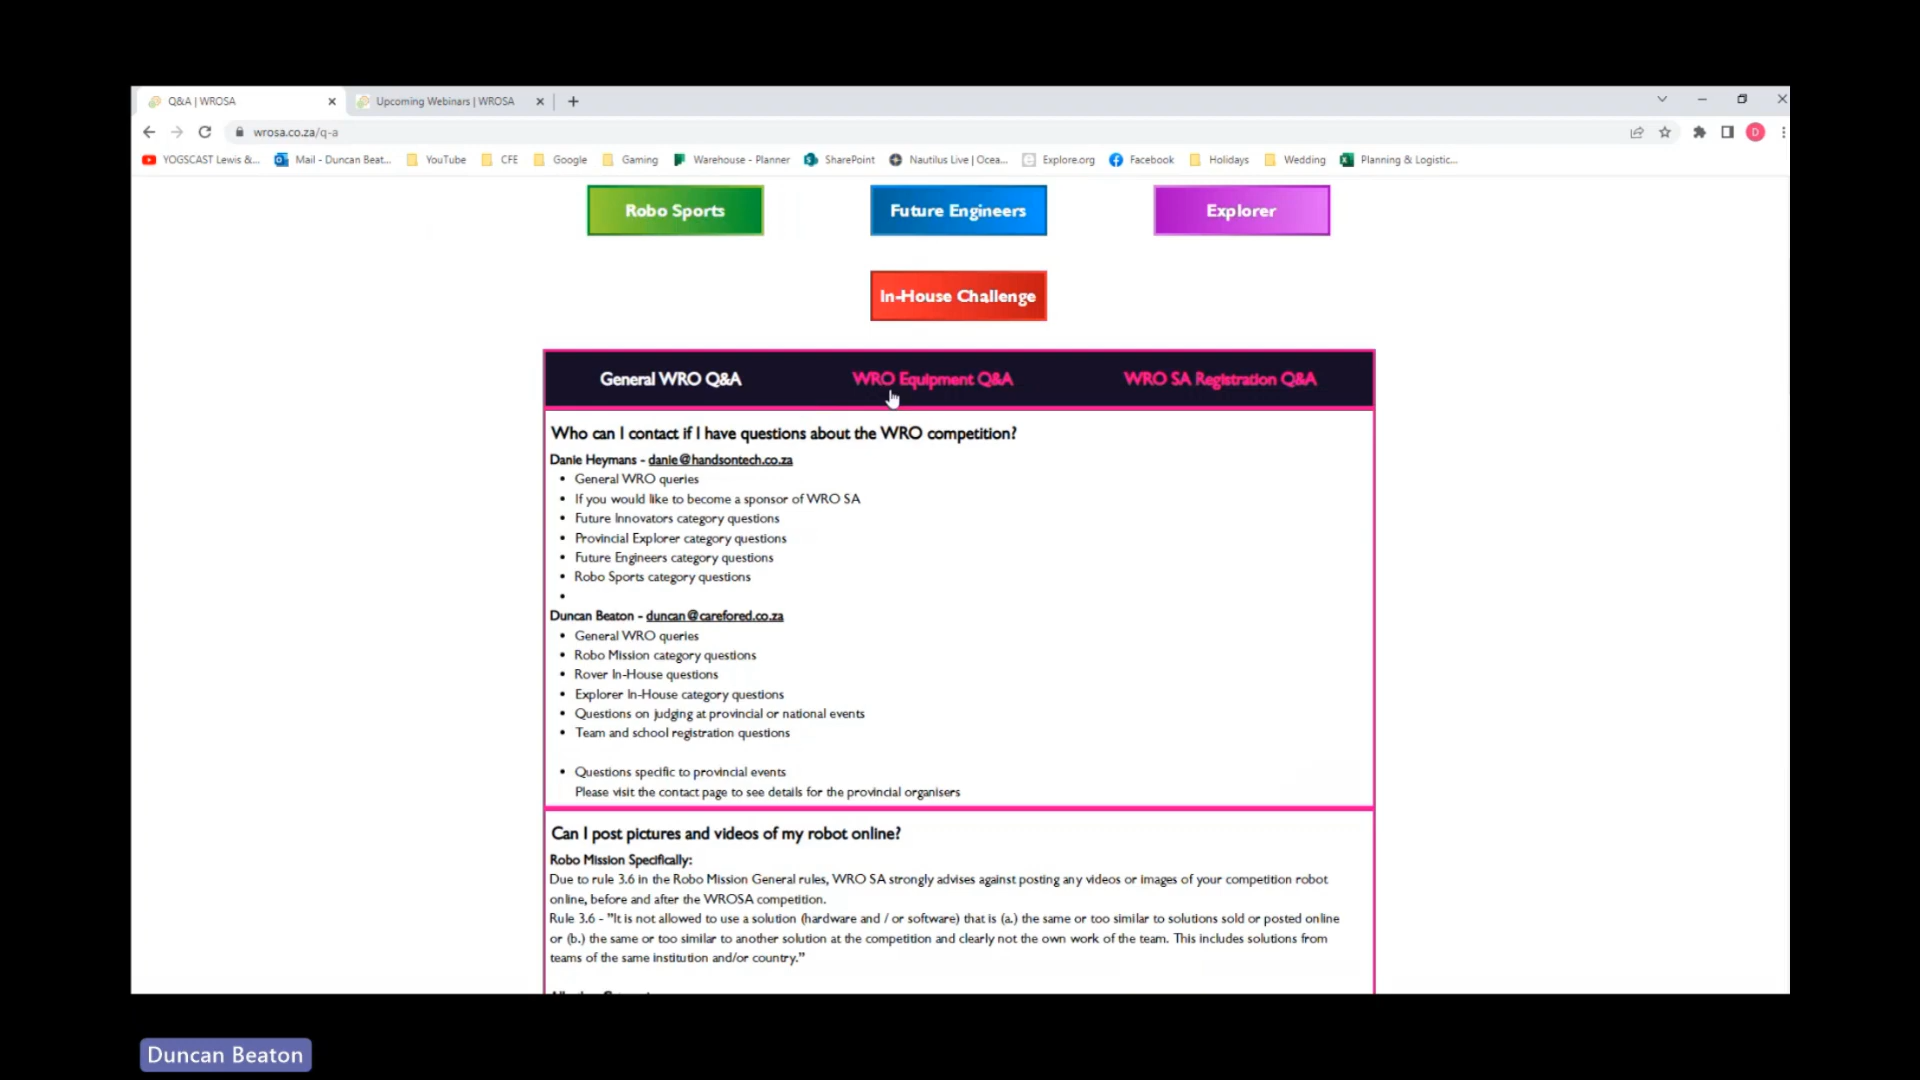 Q&A | WROSA
Upcoming Webinars | WROSA
wrosa.co.za/q-a
D
YOGSCAST Lewis &...
Mail - Duncan Beat...
YouTube
CFE
Google
Gaming
Warehouse - Planner
SharePoint
Nautilus Live | Ocea...
Explore.org
Facebook
Holidays
Wedding
Planning & Logistic...
Robo Sports
Future Engineers
Explorer
In-House Challenge
General WRO Q&A
WRO Equipment Q&A
WRO SA Registration Q&A
Who can I contact if I have questions about the WRO competition?
Danie Heymans - danie@handsontech.co.za
• General WRO queries
• If you would like to become a sponsor of WRO SA
• Future Innovators category questions
• Provincial Explorer category questions
• Future Engineers category questions
• Robo Sports category questions
•
Duncan Beaton - duncan@carefored.co.za
• General WRO queries
• Robo Mission category questions
• Rover In-House questions
• Explorer In-House category questions
• Questions on judging at provincial or national events
• Team and school registration questions
• Questions specific to provincial events
Please visit the contact page to see details for the provincial organisers
Can I post pictures and videos of my robot online?
Robo Mission Specifically:
Due to rule 3.6 in the Robo Mission General rules, WRO SA strongly advises against posting any videos or images of your competition robot
online, before and after the WROSA competition.
Rule 3.6 - "It is not allowed to use a solution (hardware and / or software) that is (a.) the same or too similar to solutions sold or posted online
or (b.) the same or too similar to another solution at the competition and clearly not the own work of the team. This includes solutions from
teams of the same institution and/or country."
Duncan Beaton